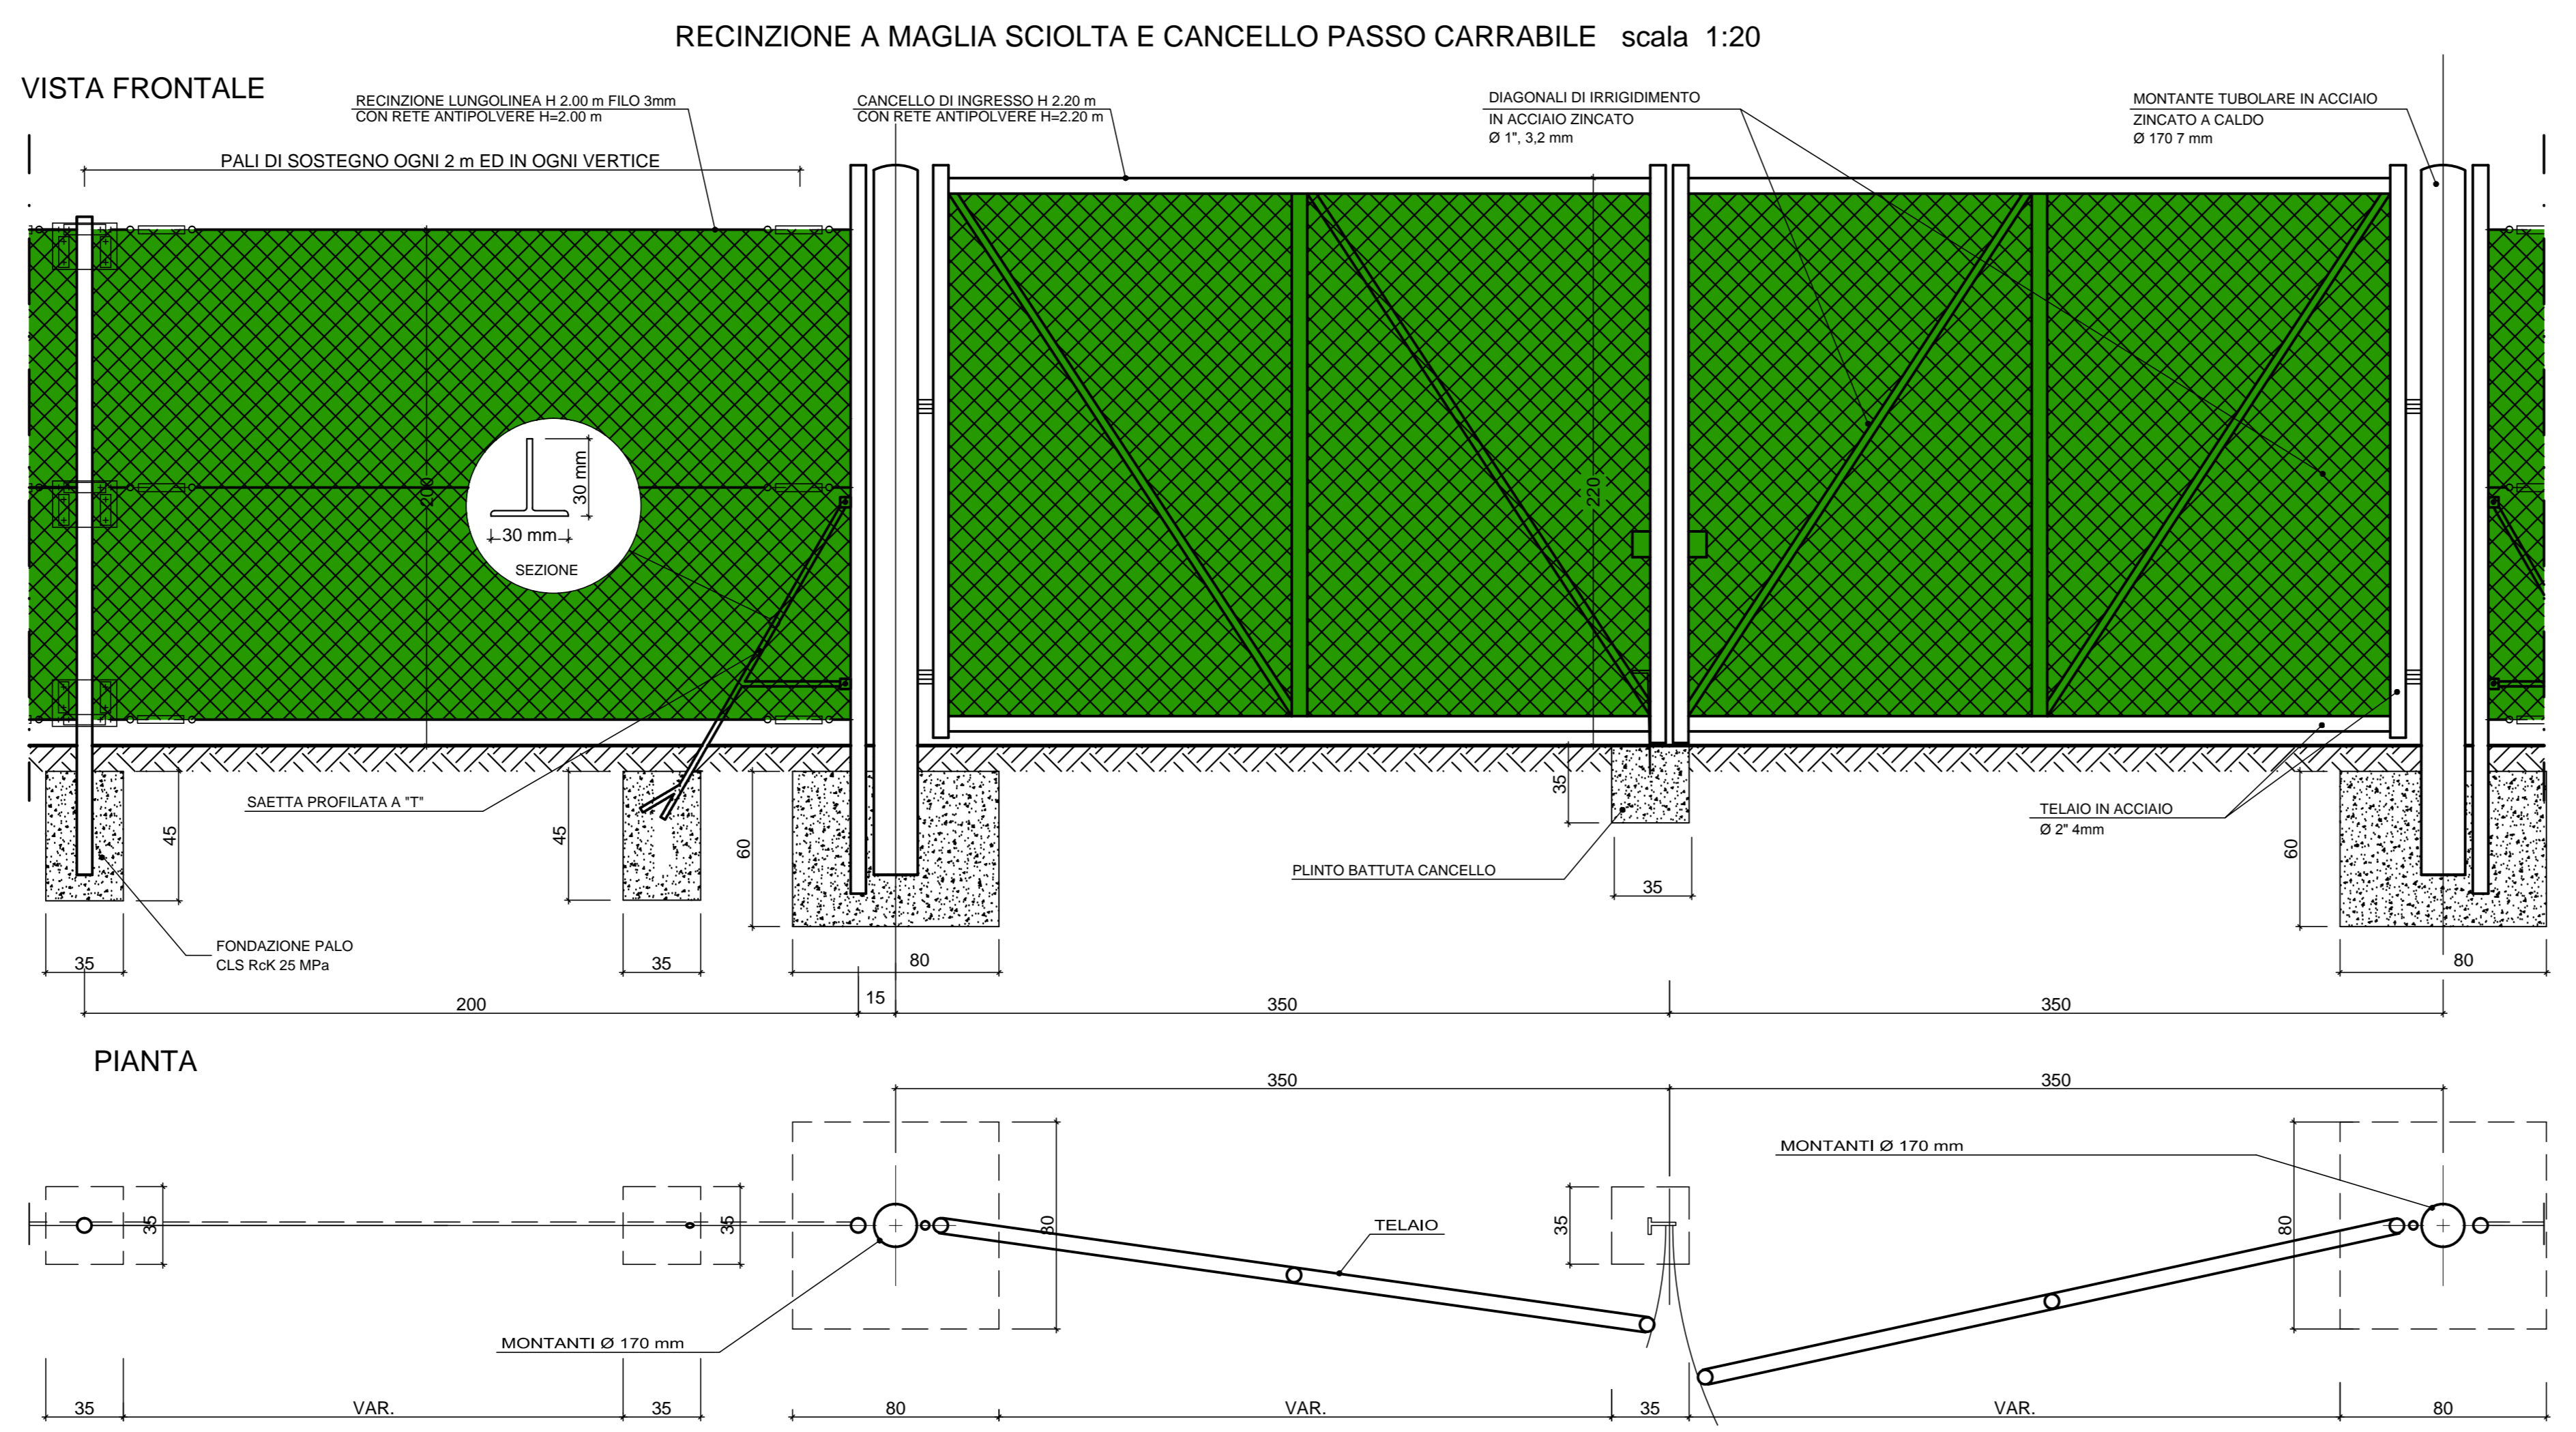 RECINZIONE A MAGLIA SCIOLTA E CANCELLO PASSO CARRABILE scala 1:20
VISTA FRONTALE
RECINZIONE LUNGOLINEA H 2.00 m FILO 3mm
CON RETE ANTIPOLVERE H=2.00 m
CANCELLO DI INGRESSO H 2.20 m
CON RETE ANTIPOLVERE H=2.20 m
DIAGONALI DI IRRIGIDIMENTO
IN ACCIAIO ZINCATO
Ø 1", 3,2 mm
MONTANTE TUBOLARE IN ACCIAIO
ZINCATO A CALDO
Ø 170 7 mm
PALI DI SOSTEGNO OGNI 2 m ED IN OGNI VERTICE
200
30 mm
30 mm
SEZIONE
220
SAETTA PROFILATA A "T"
45
45
60
35
60
TELAIO IN ACCIAIO
Ø 2" 4mm
PLINTO BATTUTA CANCELLO
35
FONDAZIONE PALO
CLS RcK 25 MPa
35
35
80
80
200
15
350
350
PIANTA
350
350
MONTANTI Ø 170 mm
35
35
80
TELAIO
35
80
MONTANTI Ø 170 mm
35
VAR.
35
80
VAR.
35
VAR.
80